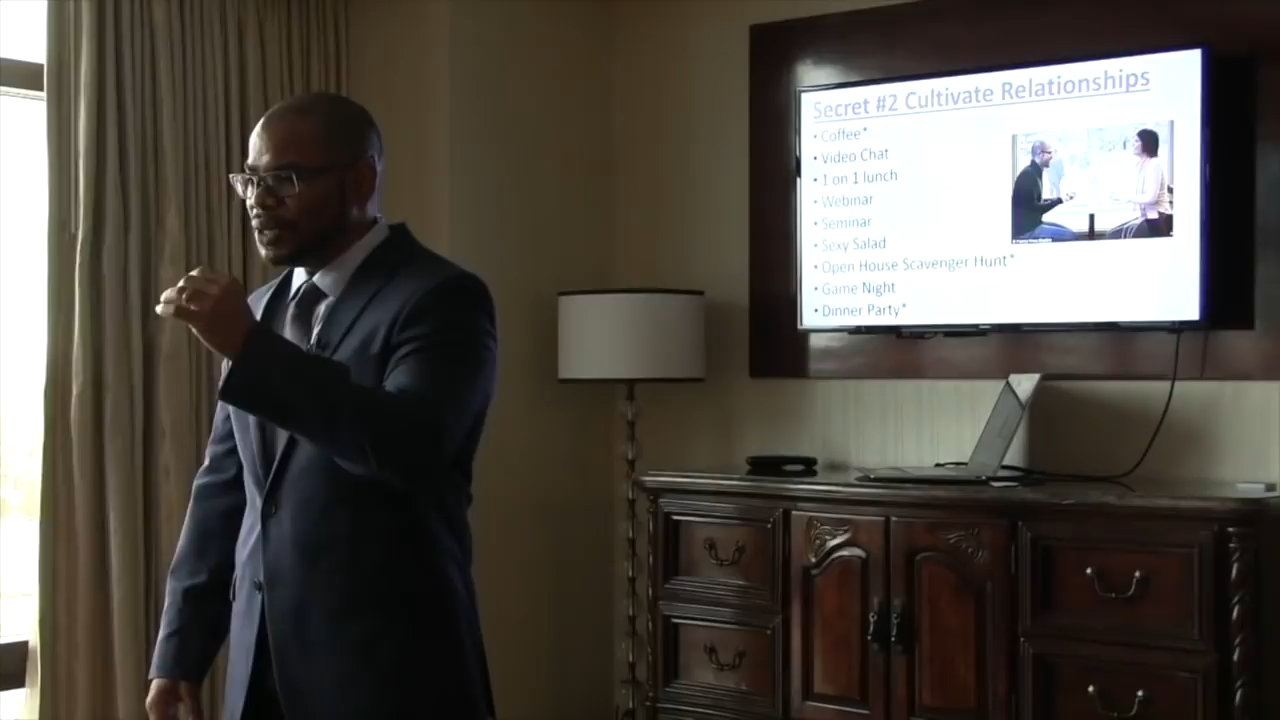 Secret #2 Cultivate Relationships
• Coffee*
• Video Chat
• 1 on 1 lunch
• Webinar
• Seminar
• Sexy Salad
• Open House Scavenger Hunt*
• Game Night
• Dinner Party*